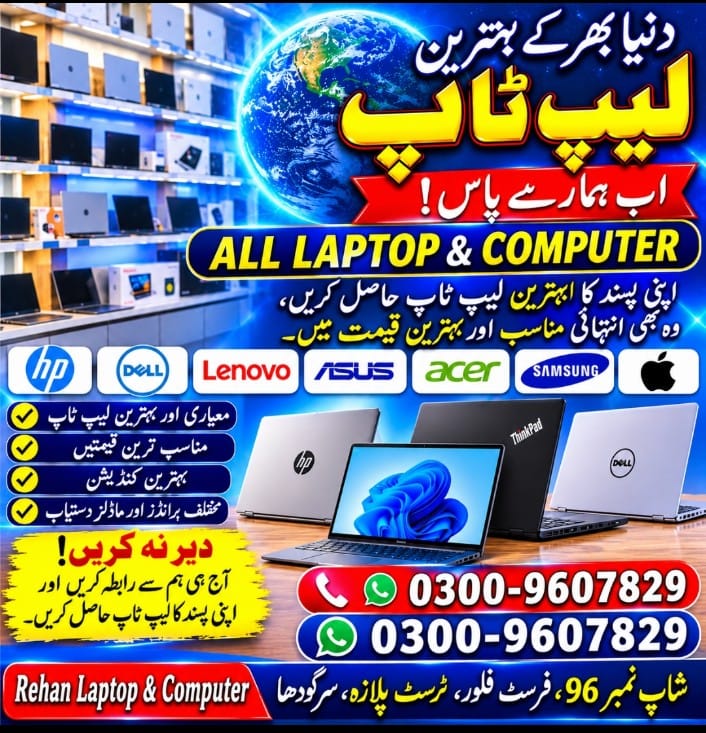 دنیا بھر کے بہترین
لیپ ٹاپ
اب ہمارے پاس!
ALL LAPTOP & COMPUTER
اپنی پسند کا ابہترین لیپ ٹاپ حاصل کریں،
وہ بھی انتہائی مناسب اور بہترین قیمت میں۔
hp
DELL
Lenovo
ASUS
acer
SAMSUNG
معیاری اور بہترین لیپ ٹاپ
مناسب ترین قیمتیں
بہترین کنڈیشن
مختلف برانڈز اور ماڈلز دستیاب
hp
ThinkPad
DELL
دیر نہ کریں!
آج ہی ہم سے رابطہ کریں اور
اپنی پسند کا لیپ ٹاپ حاصل کریں۔
0300-9607829
0300-9607829
Rehan Laptop & Computer
شاپ نمبر 96، فرسٹ فلور، ٹرسٹ پلازہ، سرگودھا